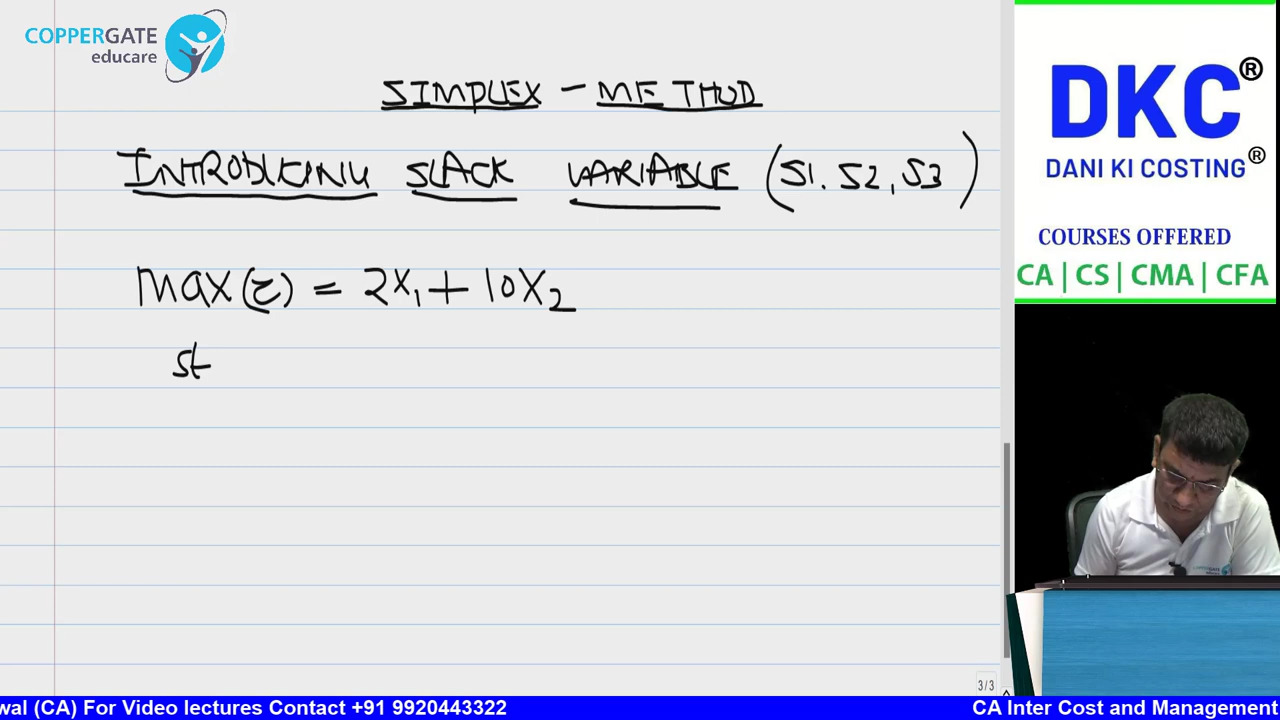 COPPERGATE
educare
SIMPLEX - METHOD
INTRODUCING SLACK VARIABLE (S1, S2, S3)
Max(z) = 2x₁ + 10x₂
st
3/3
DKC®
DANI KI COSTING®
COURSES OFFERED
CA | CS | CMA | CFA
wal (CA) For Video lectures Contact +91 9920443322
CA Inter Cost and Management